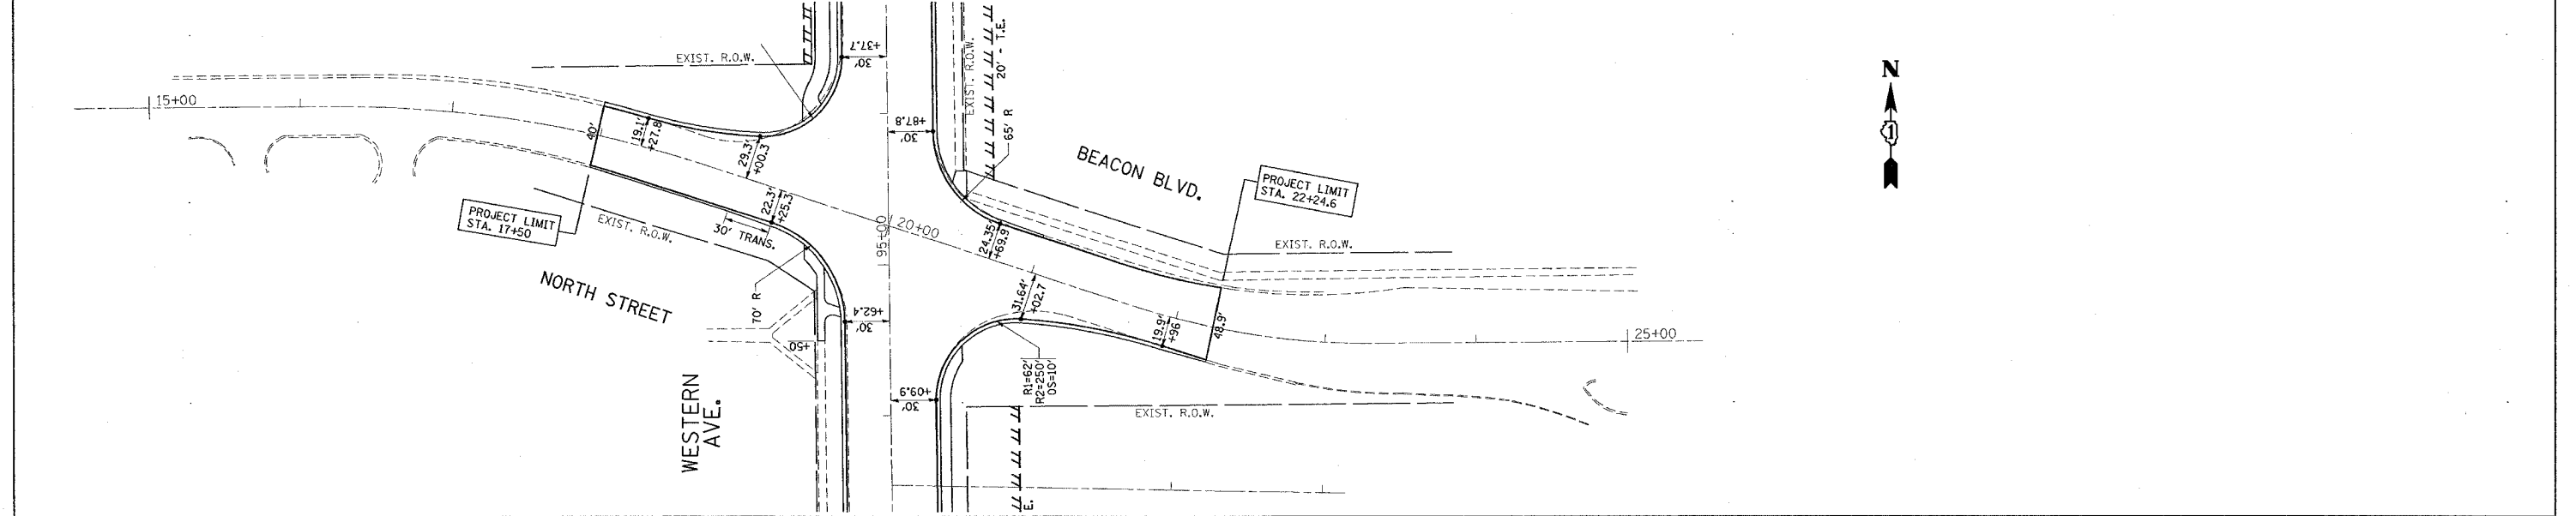 EXIST. R.O.W.
+37.7
30'
EXIST. R.O.W.
20' - T.E.
N
1
15+00
40'
19.1'
+27.8
29.3'
+00.3
+87.8
30'
65' R
BEACON BLVD.
PROJECT LIMIT
STA. 22+24.6
PROJECT LIMIT
STA. 17+50
EXIST. R.O.W.
22.3'
+25.3
30' TRANS.
95+00
20+00
24.35'
+69.9
EXIST. R.O.W.
NORTH STREET
70' R
+62.4
30'
+50
31.64'
+02.7
19.9'
+96
48.9'
25+00
R1=62'
R2=250'
OS=10'
+09.9
30'
EXIST. R.O.W.
WESTERN
AVE.
E.